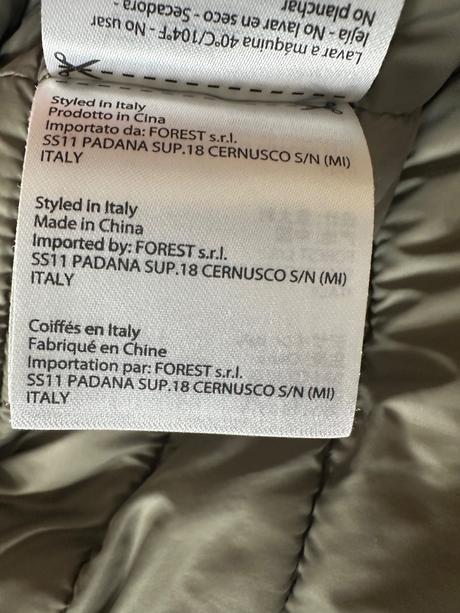 Lavar a máquina 40°C/104°F - No usar
lejía - No lavar en seco - Secadora -
No planchar
Styled in Italy
Prodotto in Cina
Importato da: FOREST s.r.l.
SS11 PADANA SUP.18 CERNUSCO S/N (MI)
ITALY
Styled in Italy
Made in China
Imported by: FOREST s.r.l.
SS11 PADANA SUP.18 CERNUSCO S/N (MI)
ITALY
Coiffés en Italy
Fabriqué en Chine
Importation par: FOREST s.r.l.
SS11 PADANA SUP.18 CERNUSCO S/N (MI)
ITALY